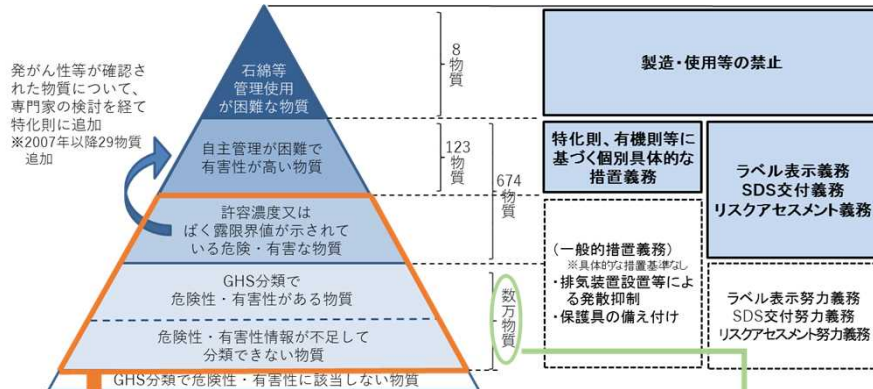 発がん性等が確認され
た物質について、
専門家の検討を経て
特化則に追加
※2007年以降29物質
追加
石綿等
管理使用
が困難な物質
自主管理が困難で
有害性が高い物質
許容濃度又は
ばく露限界値が示されて
いる危険・有害な物質
GHS分類で
危険性・有害性がある物質
危険性・有害性情報が不足して
分類できない物質
GHS分類で危険性・有害性に該当しない物質
8物質
123
物質
674
物質
数万物質
製造・使用等の禁止
特化則、有機則等に
基づく個別具体的な
措置義務
ラベル表示義務
SDS交付義務
リスクアセスメント義務
(一般的措置義務)
※具体的な措置基準なし
・排気装置設置等によ
る発散抑制
・保護具の備え付け
ラベル表示努力義務
SDS交付努力義務
リスクアセスメント努力義務